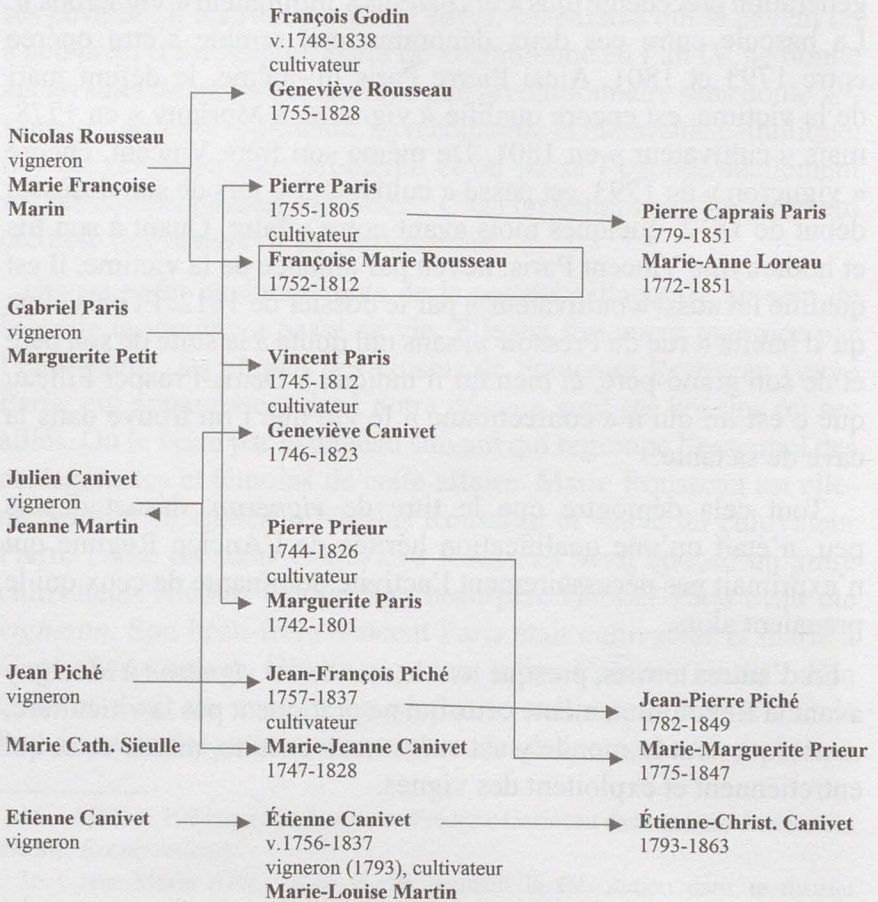 François Godin
v.1748-1838
cultivateur
Geneviève Rousseau
1755-1828
Nicolas Rousseau
vigneron
Marie Françoise
Marin
Pierre Paris
1755-1805
cultivateur
Françoise Marie Rousseau
1752-1812
Pierre Caprais Paris
1779-1851
Marie-Anne Loreau
1772-1851
Gabriel Paris
vigneron
Marguerite Petit
Vincent Paris
1745-1812
cultivateur
Geneviève Canivet
1746-1823
Julien Canivet
vigneron
Jeanne Martin
Pierre Prieur
1744-1826
cultivateur
Marguerite Paris
1742-1801
Jean Piché
vigneron
Marie Cath. Sieulle
Jean-François Piché
1757-1837
cultivateur
Marie-Jeanne Canivet
1747-1828
Jean-Pierre Piché
1782-1849
Marie-Marguerite Prieur
1775-1847
Etienne Canivet
vigneron
Étienne Canivet
v.1756-1837
vigneron (1793), cultivateur
Marie-Louise Martin
Étienne-Christ. Canivet
1793-1863